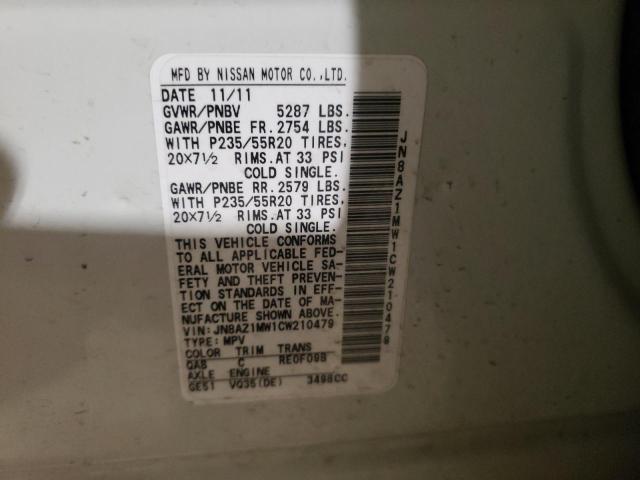 MFD BY NISSAN MOTOR CO.,LTD.
DATE 11/11
GVWR/PNBV 5287 LBS.
GAWR/PNBE FR. 2754 LBS.
WITH P235/55R20 TIRES,
20X7½ RIMS.AT 33 PSI
COLD SINGLE.
GAWR/PNBE RR. 2579 LBS.
WITH P235/55R20 TIRES,
20X7½ RIMS.AT 33 PSI
COLD SINGLE.
THIS VEHICLE CONFORMS
TO ALL APPLICABLE FED-
ERAL MOTOR VEHICLE SA-
FETY AND THEFT PREVEN-
TION STANDARDS IN EFF-
ECT ON THE DATE OF MA-
NUFACTURE SHOWN ABOVE.
VIN:JN8AZ1MW1CW210479
TYPE:MPV
COLOR TRIM TRANS
QAB C RE0F09B
AXLE ENGINE
GE51 VQ35(DE) 3498CC
JN8AZ1MW1CW210479